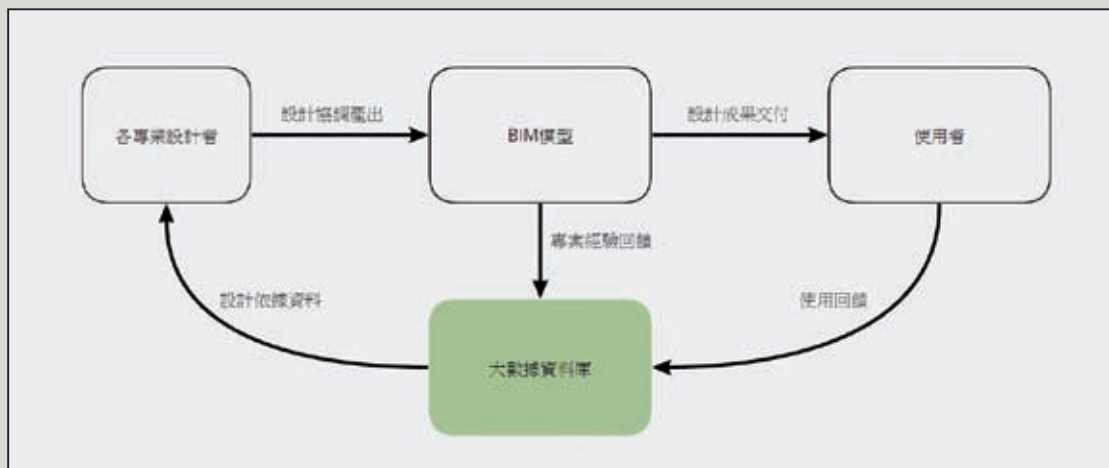 各專業設計者
設計協調產出
BIM模型
設計成果交付
使用者
專案經驗回饋
設計依據資料
使用回饋
大數據資料庫